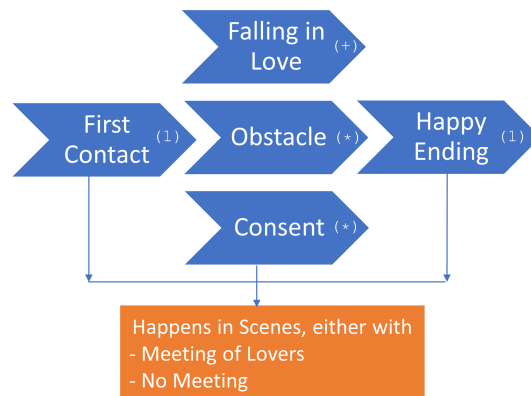 Falling in
Love (+)
First
Contact (1)
Obstacle (*)
Happy
Ending (1)
Consent (*)
Happens in Scenes, either with
- Meeting of Lovers
- No Meeting